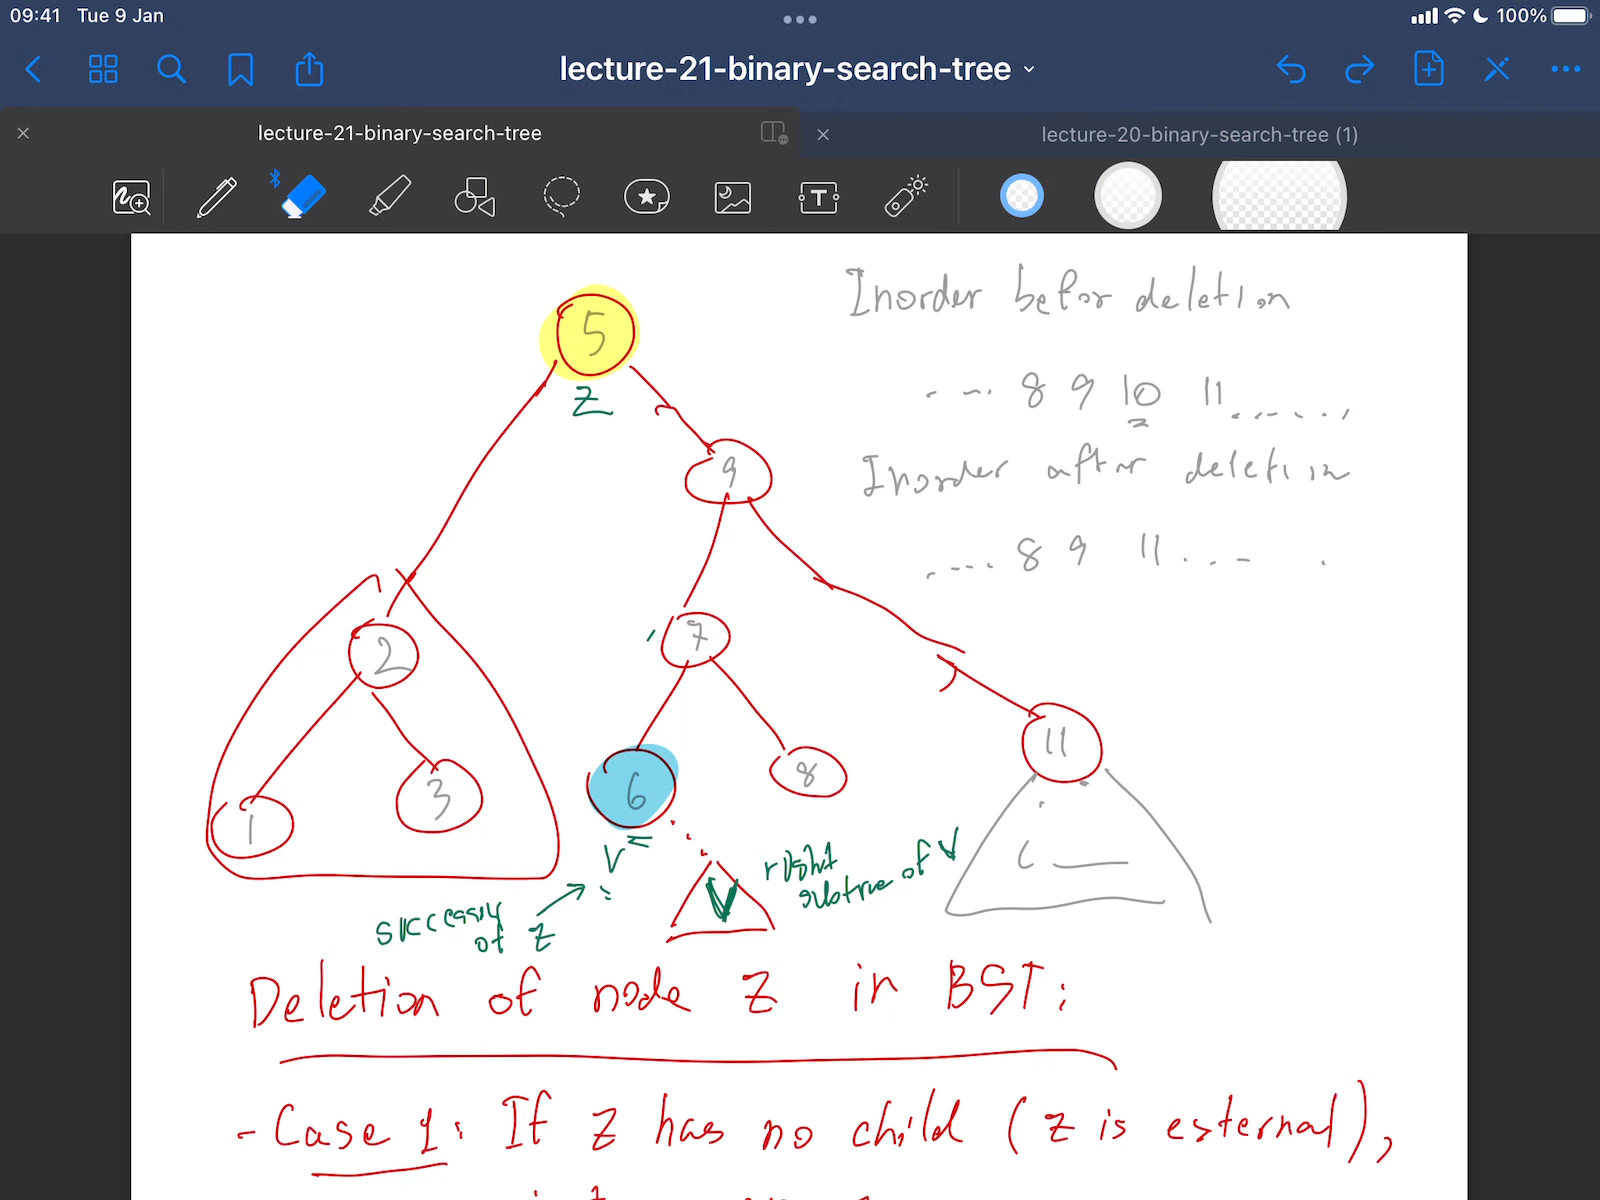 09:41 Tue 9 Jan
100%
lecture-21-binary-search-tree
lecture-21-binary-search-tree
lecture-20-binary-search-tree (1)
T
Inorder befor deletion
5
z
.... 8 9 10 11 ......
z
9
Inorder after deletion
.... 8 9 11 ... .
7
2
11
6
8
3
1
v
right
subtree of v
v
of z
Deletion of node z in BST:
- Case 1: If z has no child (z is external),